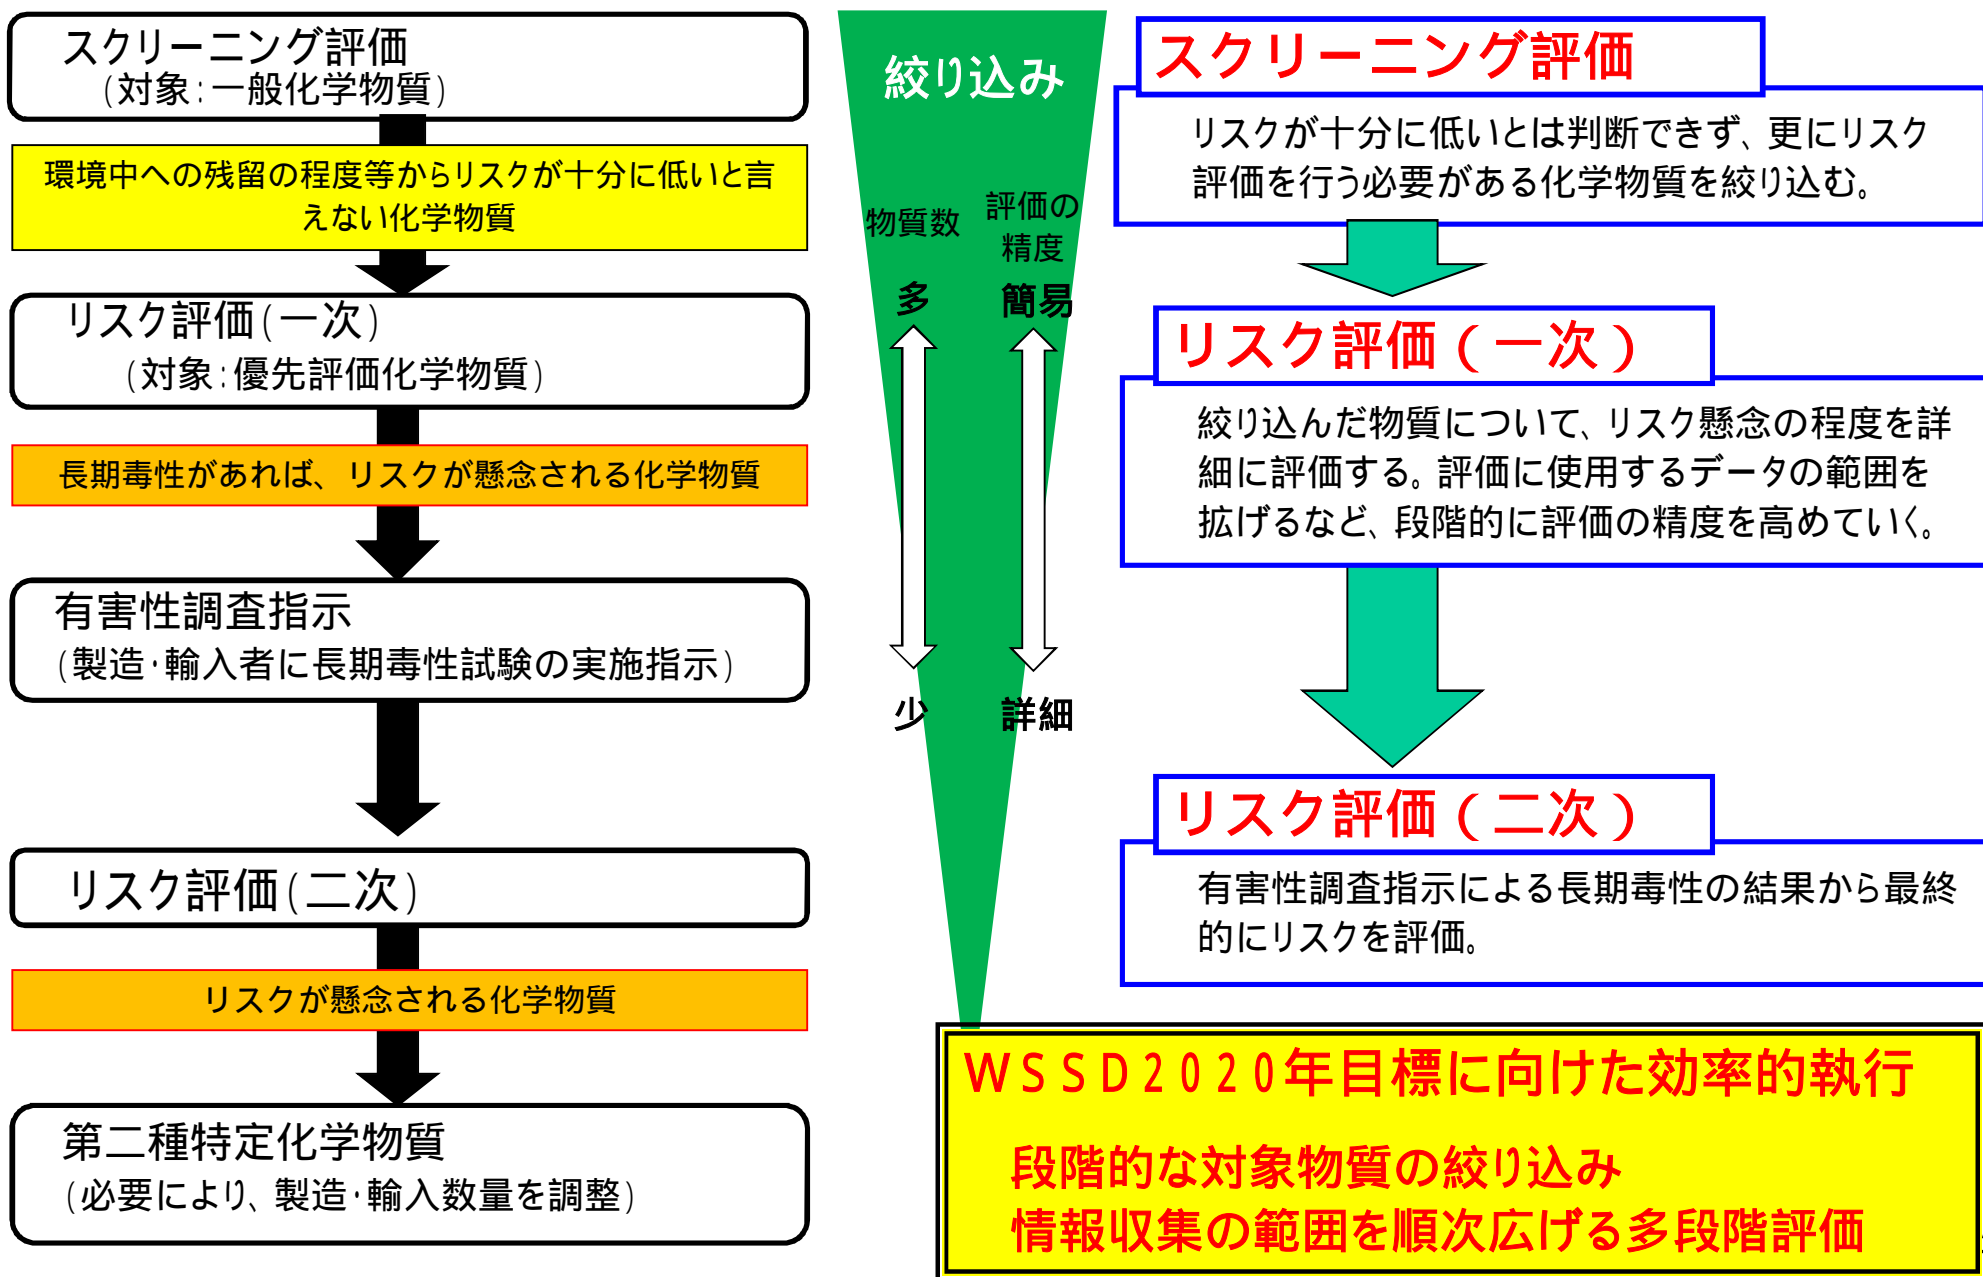 スクリーニング評価
(対象:一般化学物質)
環境中への残留の程度等からリスクが十分に低いと言
えない化学物質
リスク評価(一次)
(対象:優先評価化学物質)
長期毒性があれば、リスクが懸念される化学物質
有害性調査指示
(製造・輸入者に長期毒性試験の実施指示)
リスク評価(二次)
リスクが懸念される化学物質
第二種特定化学物質
(必要により、製造・輸入数量を調整)
絞り込み
物質数
評価の
精度
多
簡易
少
詳細
スクリーニング評価
リスクが十分に低いとは判断できず、更にリスク
評価を行う必要がある化学物質を絞り込む。
リスク評価(一次)
絞り込んだ物質について、リスク懸念の程度を詳
細に評価する。評価に使用するデータの範囲を
拡げるなど、段階的に評価の精度を高めていく。
リスク評価(二次)
有害性調査指示による長期毒性の結果から最終
的にリスクを評価。
WSSD2020年目標に向けた効率的執行
段階的な対象物質の絞り込み
情報収集の範囲を順次広げる多段階評価